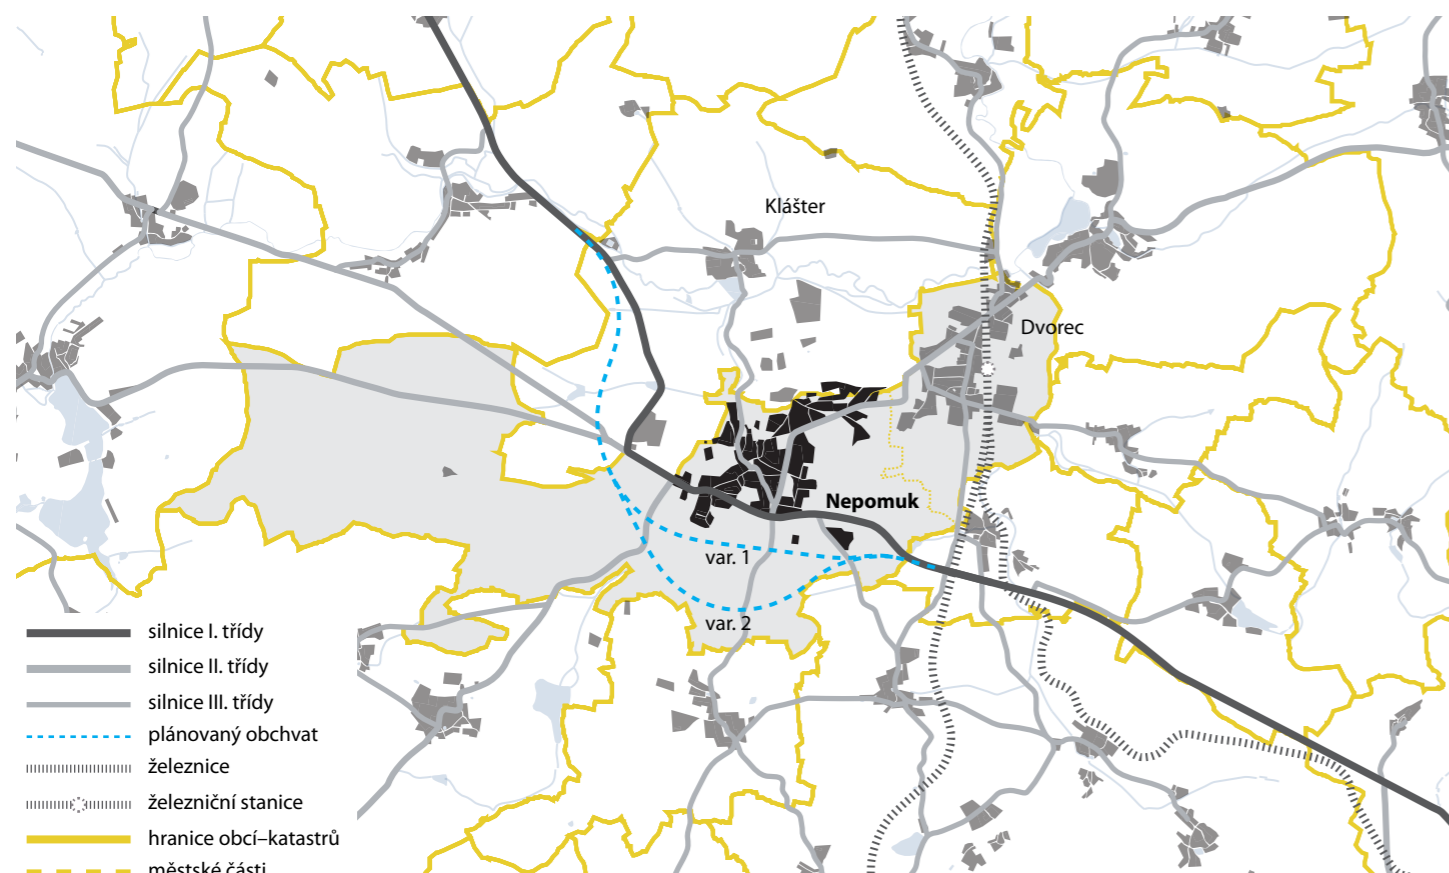 Klášter
Dvorec
Nepomuk
var. 1
var. 2
silnice I. třídy
silnice II. třídy
silnice III. třídy
plánovaný obchvat
železnice
železniční stanice
hranice obcí–katastrů
městské části